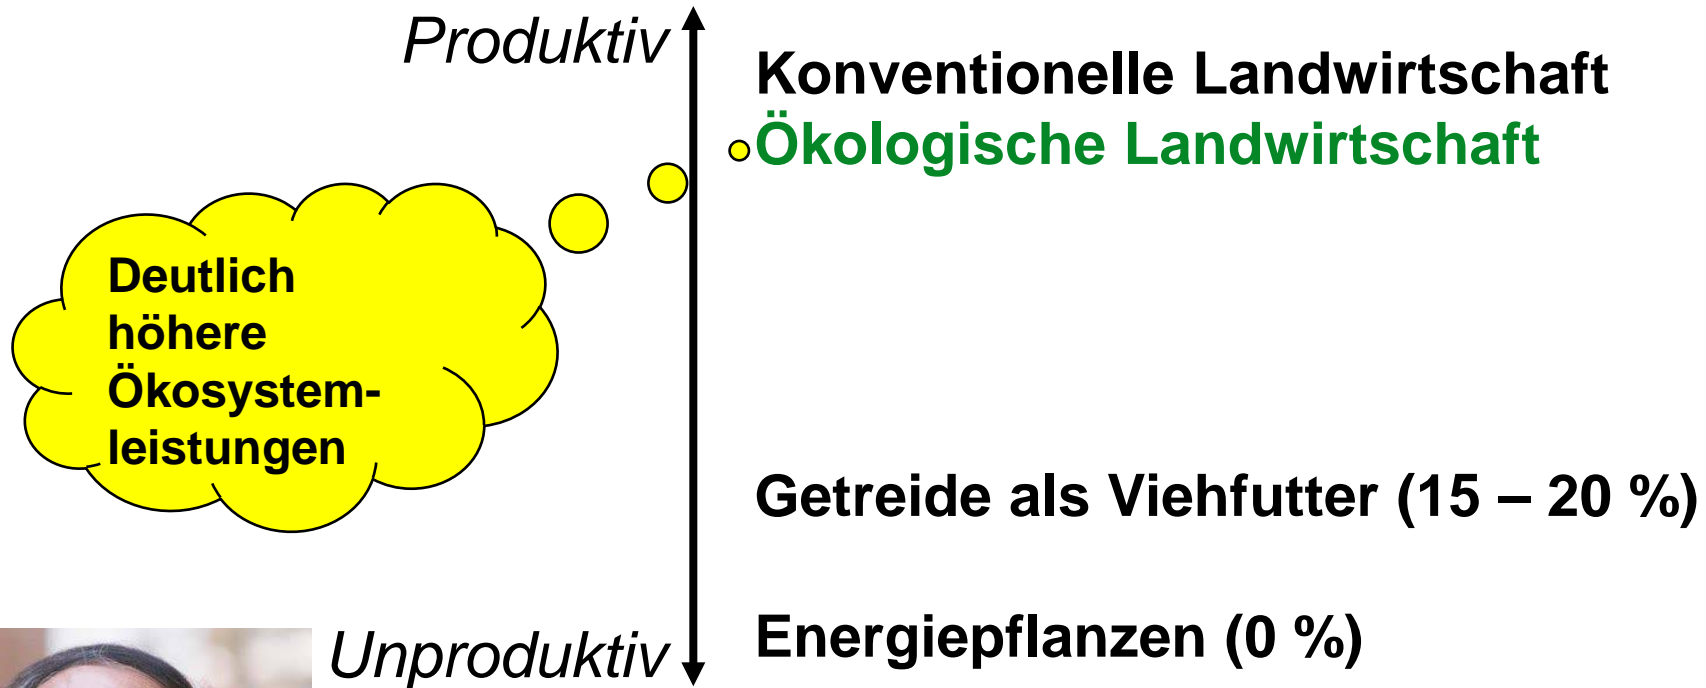 Produktiv
Konventionelle Landwirtschaft
Ökologische Landwirtschaft
Deutlich
höhere
Ökosystem-
leistungen
Getreide als Viehfutter (15 – 20 %)
Energiepflanzen (0 %)
Unproduktiv